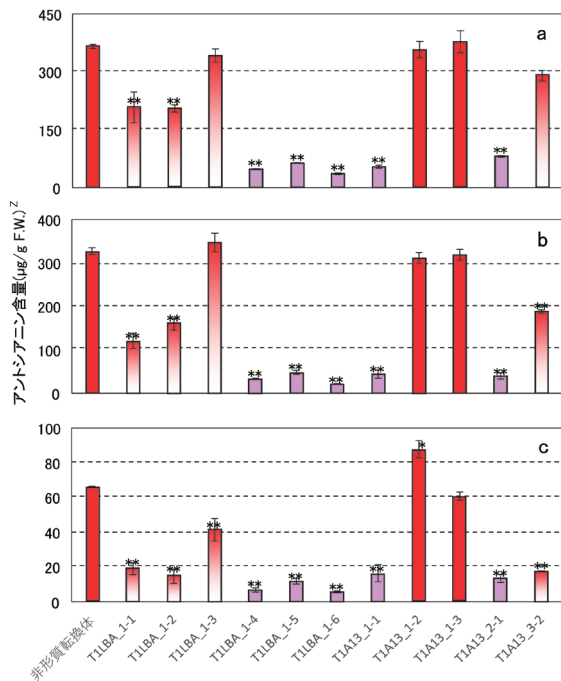 アントシアニン含量(μg/g F.W.) Z
450
300
150
0
a
**
**
**
**
**
**
**
400
300
200
100
0
b
**
**
**
**
**
**
**
**
100
80
60
40
20
0
c
**
**
**
**
**
**
**
*
**
**
非形質転換体
T1LBA_1-1
T1LBA_1-2
T1LBA_1-3
T1LBA_1-4
T1LBA_1-5
T1LBA_1-6
T1A13_1-1
T1A13_1-2
T1A13_1-3
T1A13_2-1
T1A13_3-2